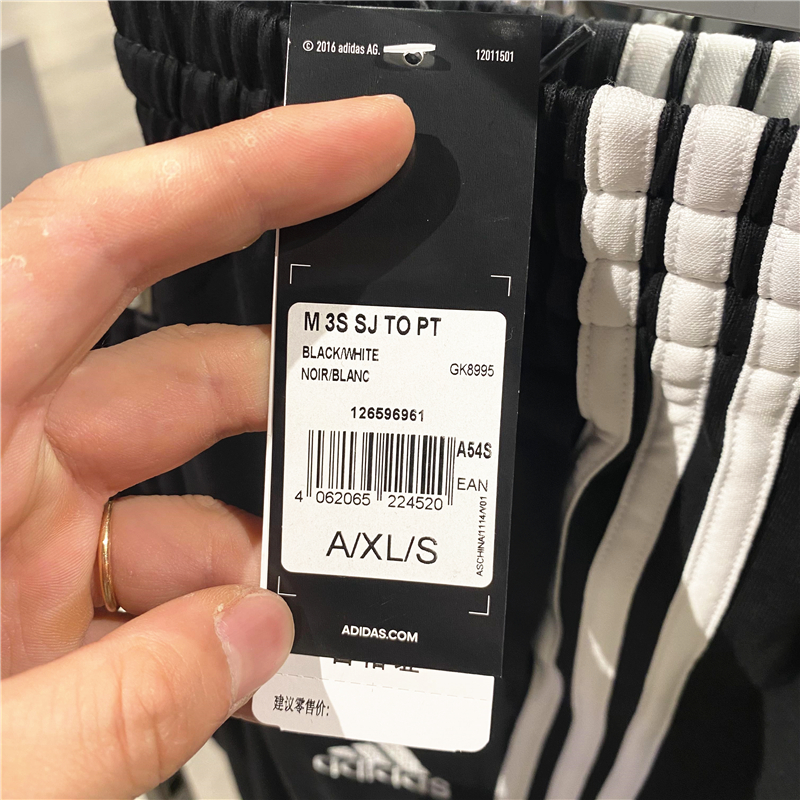 © 2016 adidas AG.
12011501
M 3S SJ TO PT
BLACK/WHITE
NOIR/BLANC
GK8995
126596961
A54S
EAN
4 062065 224520
A/XL/S
ASCHINA/1114/V01
ADIDAS.COM
建议零售价:
adidas